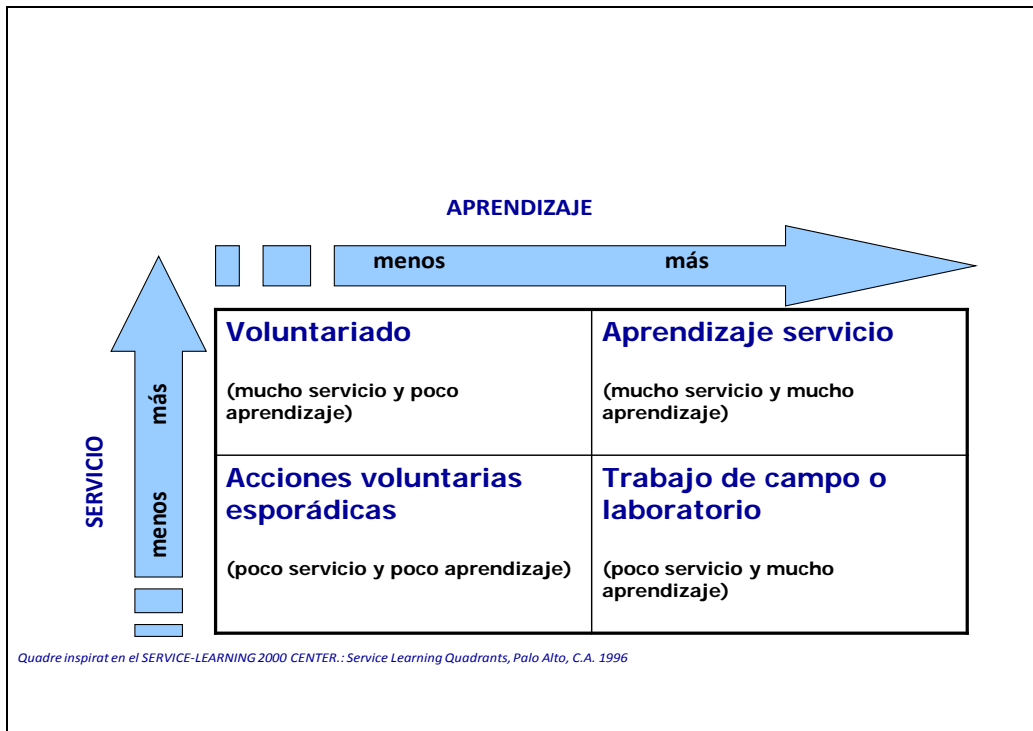 APRENDIZAJE
menos más
SERVICIO
menos más
Voluntariado
(mucho servicio y poco
aprendizaje)
Aprendizaje servicio
(mucho servicio y mucho
aprendizaje)
Acciones voluntarias
esporádicas
(poco servicio y poco aprendizaje)
Trabajo de campo o
laboratorio
(poco servicio y mucho
aprendizaje)
Quadre inspirat en el SERVICE-LEARNING 2000 CENTER.: Service Learning Quadrants, Palo Alto, C.A. 1996